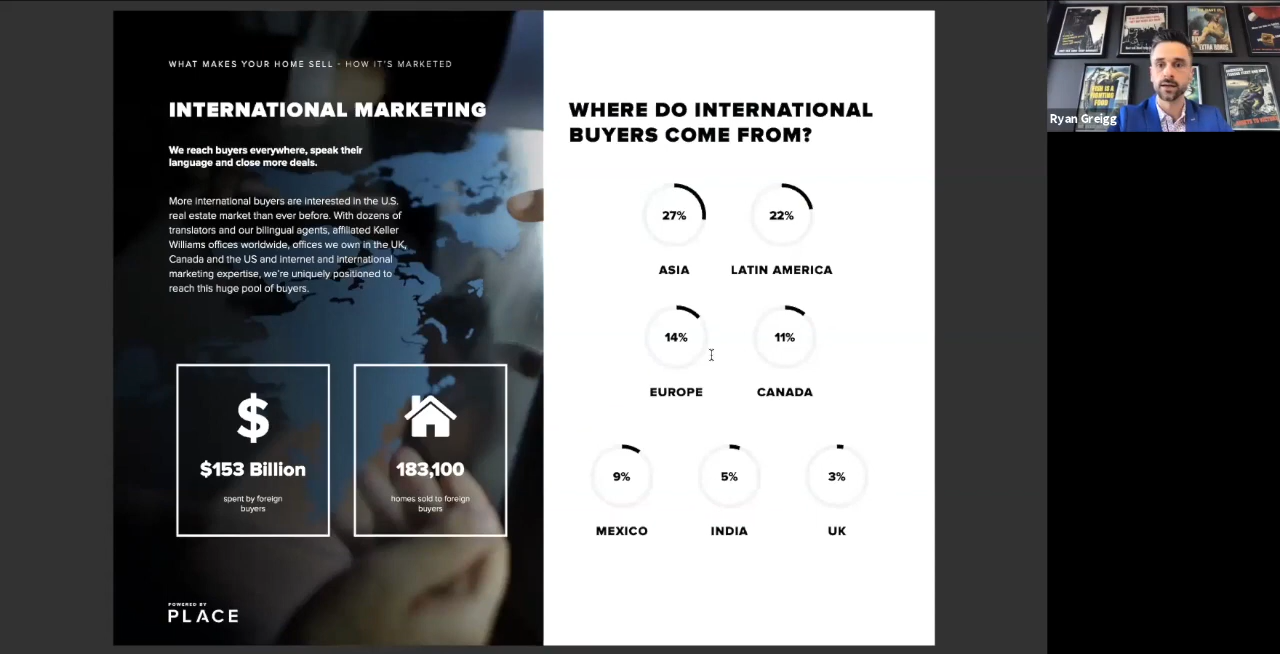 WHAT MAKES YOUR HOME SELL - HOW IT'S MARKETED
INTERNATIONAL MARKETING
We reach buyers everywhere, speak their
language and close more deals.
More international buyers are interested in the U.S.
real estate market than ever before. With dozens of
translators and our bilingual agents, affiliated Keller
Williams offices worldwide, offices we own in the UK,
Canada and the US and internet and international
marketing expertise, we're uniquely positioned to
reach this huge pool of buyers.
$
$153 Billion
spent by foreign
buyers
183,100
homes sold to foreign
buyers
POWERED BY
PLACE
WHERE DO INTERNATIONAL
BUYERS COME FROM?
27%
22%
ASIA
LATIN AMERICA
14%
11%
EUROPE
CANADA
9%
5%
3%
MEXICO
INDIA
UK
FISH IS A
FIGHTING
FOOD
Ryan Greigg